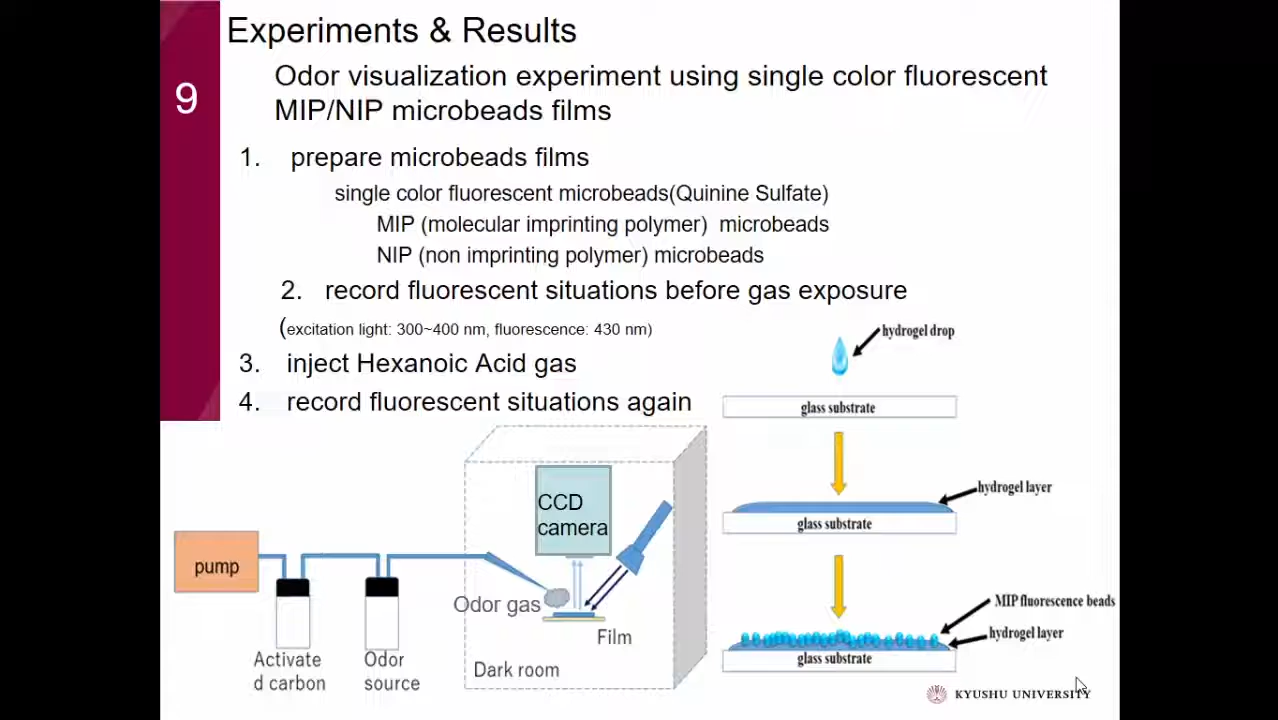 Experiments & Results
9
Odor visualization experiment using single color fluorescent
MIP/NIP microbeads films
1. prepare microbeads films
single color fluorescent microbeads(Quinine Sulfate)
MIP (molecular imprinting polymer) microbeads
NIP (non imprinting polymer) microbeads
2. record fluorescent situations before gas exposure
(excitation light: 300~400 nm, fluorescence: 430 nm)
3. inject Hexanoic Acid gas
4. record fluorescent situations again
pump
Activate
d carbon
Odor
source
CCD
camera
Odor gas
Film
Dark room
hydrogel drop
glass substrate
hydrogel layer
glass substrate
MIP fluorescence beads
hydrogel layer
glass substrate
KYUSHU UNIVERSITY